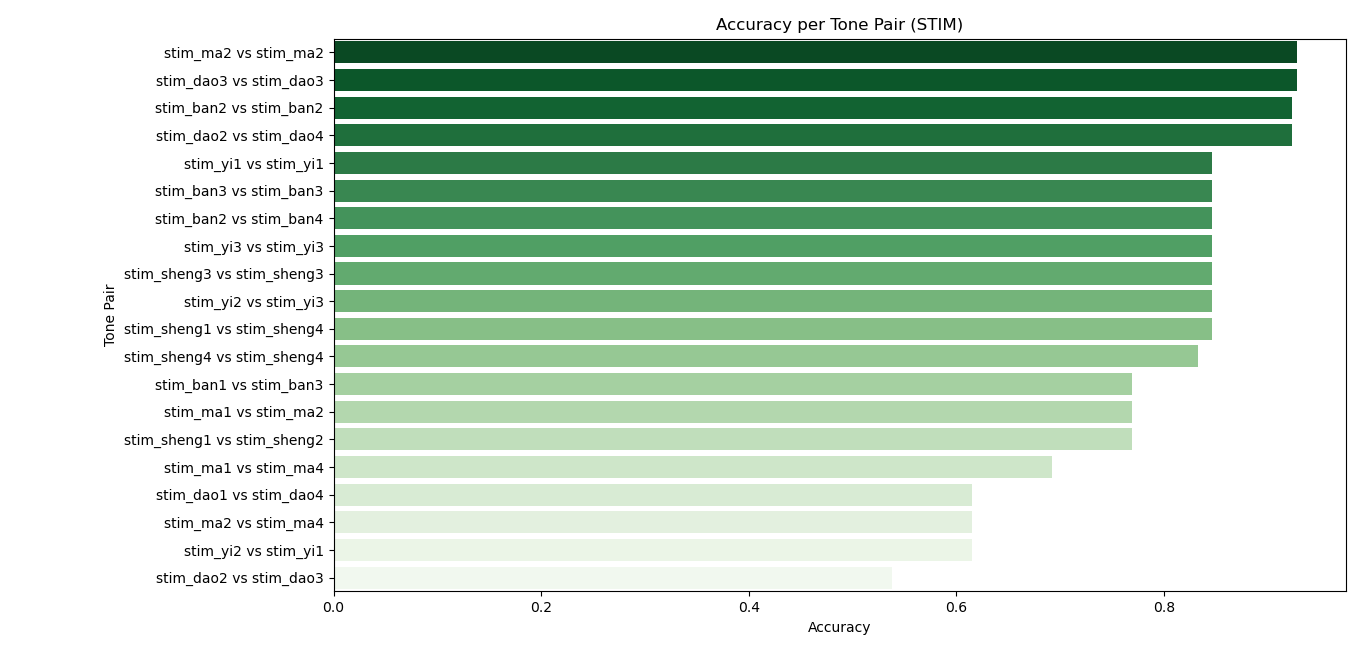 Accuracy per Tone Pair (STIM)
Tone Pair
stim_ma2 vs stim_ma2
stim_dao3 vs stim_dao3
stim_ban2 vs stim_ban2
stim_dao2 vs stim_dao4
stim_yi1 vs stim_yi1
stim_ban3 vs stim_ban3
stim_ban2 vs stim_ban4
stim_yi3 vs stim_yi3
stim_sheng3 vs stim_sheng3
stim_yi2 vs stim_yi3
stim_sheng1 vs stim_sheng4
stim_sheng4 vs stim_sheng4
stim_ban1 vs stim_ban3
stim_ma1 vs stim_ma2
stim_sheng1 vs stim_sheng2
stim_ma1 vs stim_ma4
stim_dao1 vs stim_dao4
stim_ma2 vs stim_ma4
stim_yi2 vs stim_yi1
stim_dao2 vs stim_dao3
0.0 0.2 0.4 0.6 0.8
Accuracy